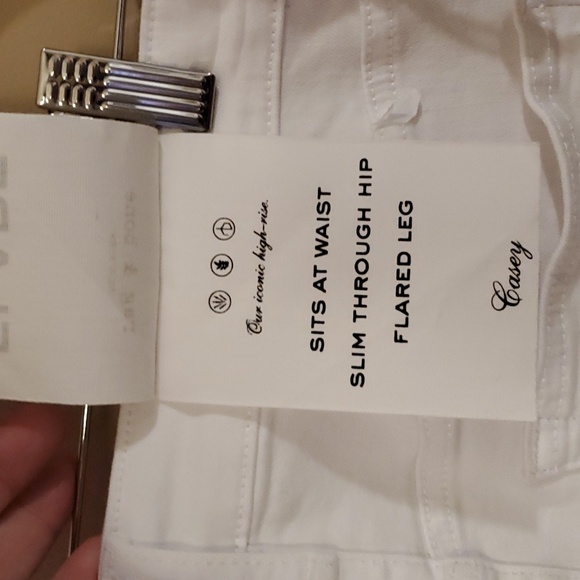 Our iconic high-rise.
SITS AT WAIST
SLIM THROUGH HIP
FLARED LEG
Casey